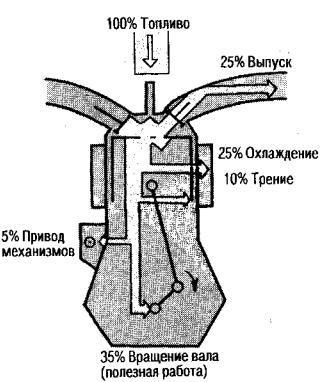 100% Топливо
25% Выпуск
25% Охлаждение
10% Трение
5% Привод
механизмов
35% Вращение вала
(полезная работа)